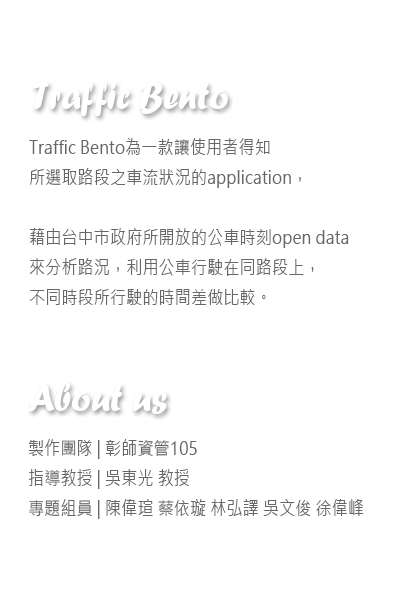 Traffic Bento
Traffic Bento為一款讓使用者得知
所選取路段之車流狀況的application，
藉由台中市政府所開放的公車時刻open data
來分析路況，利用公車行駛在同路段上，
不同時段所行駛的時間差做比較。
About us
製作團隊 | 彰師資管105
指導教授 | 吳東光 教授
專題組員 | 陳偉瑄 蔡依璇 林弘譯 吳文俊 徐偉峰